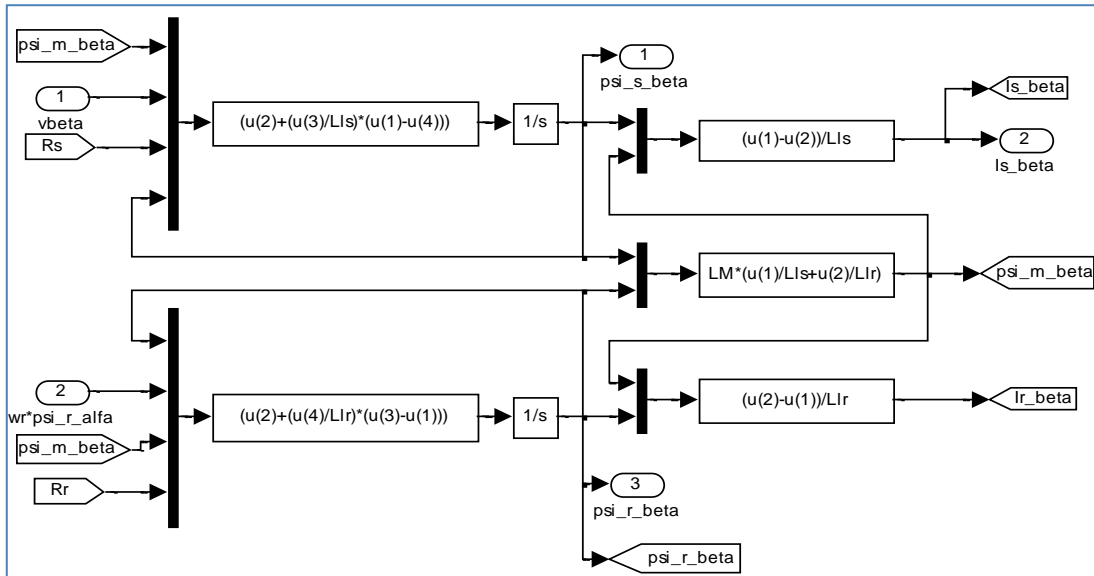 psi_m_beta
1
vbeta
Rs
(u(2)+(u(3)/Lls)*(u(1)-u(4)))
1/s
1
psi_s_beta
(u(1)-u(2))/Lls
Is_beta
2
Is_beta
LM*(u(1)/Lls+u(2)/Llr)
psi_m_beta
2
wr*psi_r_alfa
psi_m_beta
Rr
(u(2)+(u(4)/Llr)*(u(3)-u(1)))
1/s
(u(2)-u(1))/Llr
Ir_beta
3
psi_r_beta
psi_r_beta